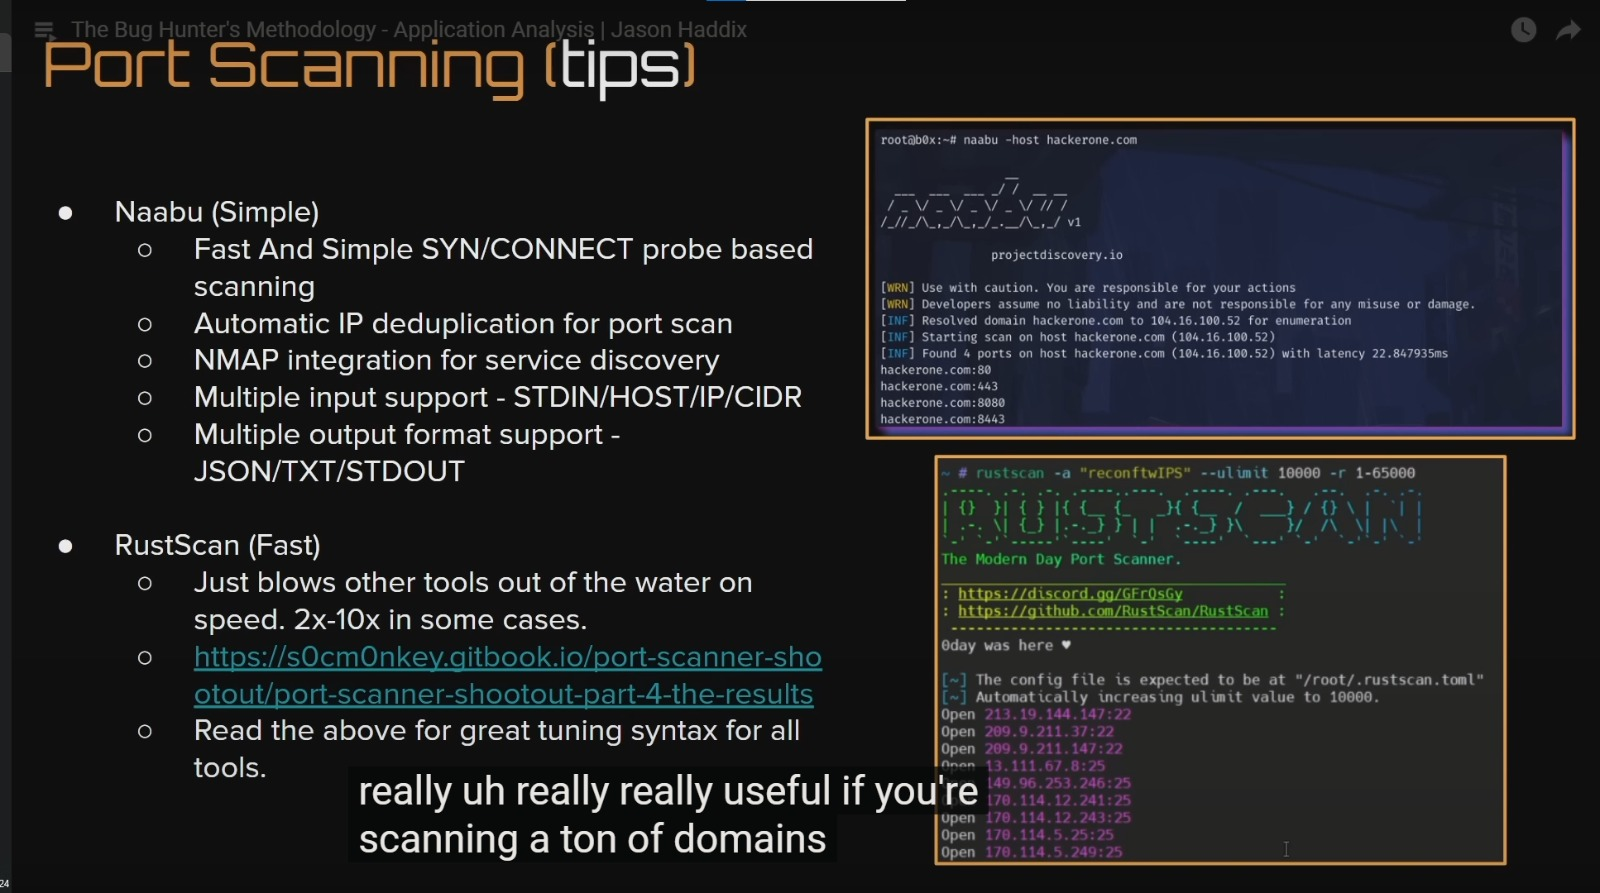 The Bug Hunter's Methodology - Application Analysis | Jason Haddix
Port Scanning (tips)
● Naabu (Simple)
○ Fast And Simple SYN/CONNECT probe based
scanning
○ Automatic IP deduplication for port scan
○ NMAP integration for service discovery
○ Multiple input support - STDIN/HOST/IP/CIDR
○ Multiple output format support -
JSON/TXT/STDOUT
● RustScan (Fast)
○ Just blows other tools out of the water on
speed. 2x-10x in some cases.
○ https://s0cm0nkey.gitbook.io/port-scanner-sho
otout/port-scanner-shootout-part-4-the-results
○ Read the above for great tuning syntax for all
tools.
root@b0x:~# naabu -host hackerone.com
naabu v1
projectdiscovery.io
[WRN] Use with caution. You are responsible for your actions
[WRN] Developers assume no liability and are not responsible for any misuse or damage.
[INF] Resolved domain hackerone.com to 104.16.100.52 for enumeration
[INF] Starting scan on host hackerone.com (104.16.100.52)
[INF] Found 4 ports on host hackerone.com (104.16.100.52) with latency 22.847935ms
hackerone.com:80
hackerone.com:443
hackerone.com:8080
hackerone.com:8443
~ # rustscan -a "reconftwIPS" --ulimit 10000 -r 1-65000
RUSTSCAN
The Modern Day Port Scanner.
: https://discord.gg/GFrQsGy :
: https://github.com/RustScan/RustScan :
0day was here ♥
[~] The config file is expected to be at "/root/.rustscan.toml"
[~] Automatically increasing ulimit value to 10000.
Open 213.19.144.147:22
Open 209.9.211.37:22
Open 209.9.211.147:22
Open 13.111.67.8:25
149.96.253.246:25
170.114.12.241:25
Open 170.114.12.243:25
Open 170.114.5.25:25
Open 170.114.5.249:25
really uh really really useful if you're
scanning a ton of domains
24